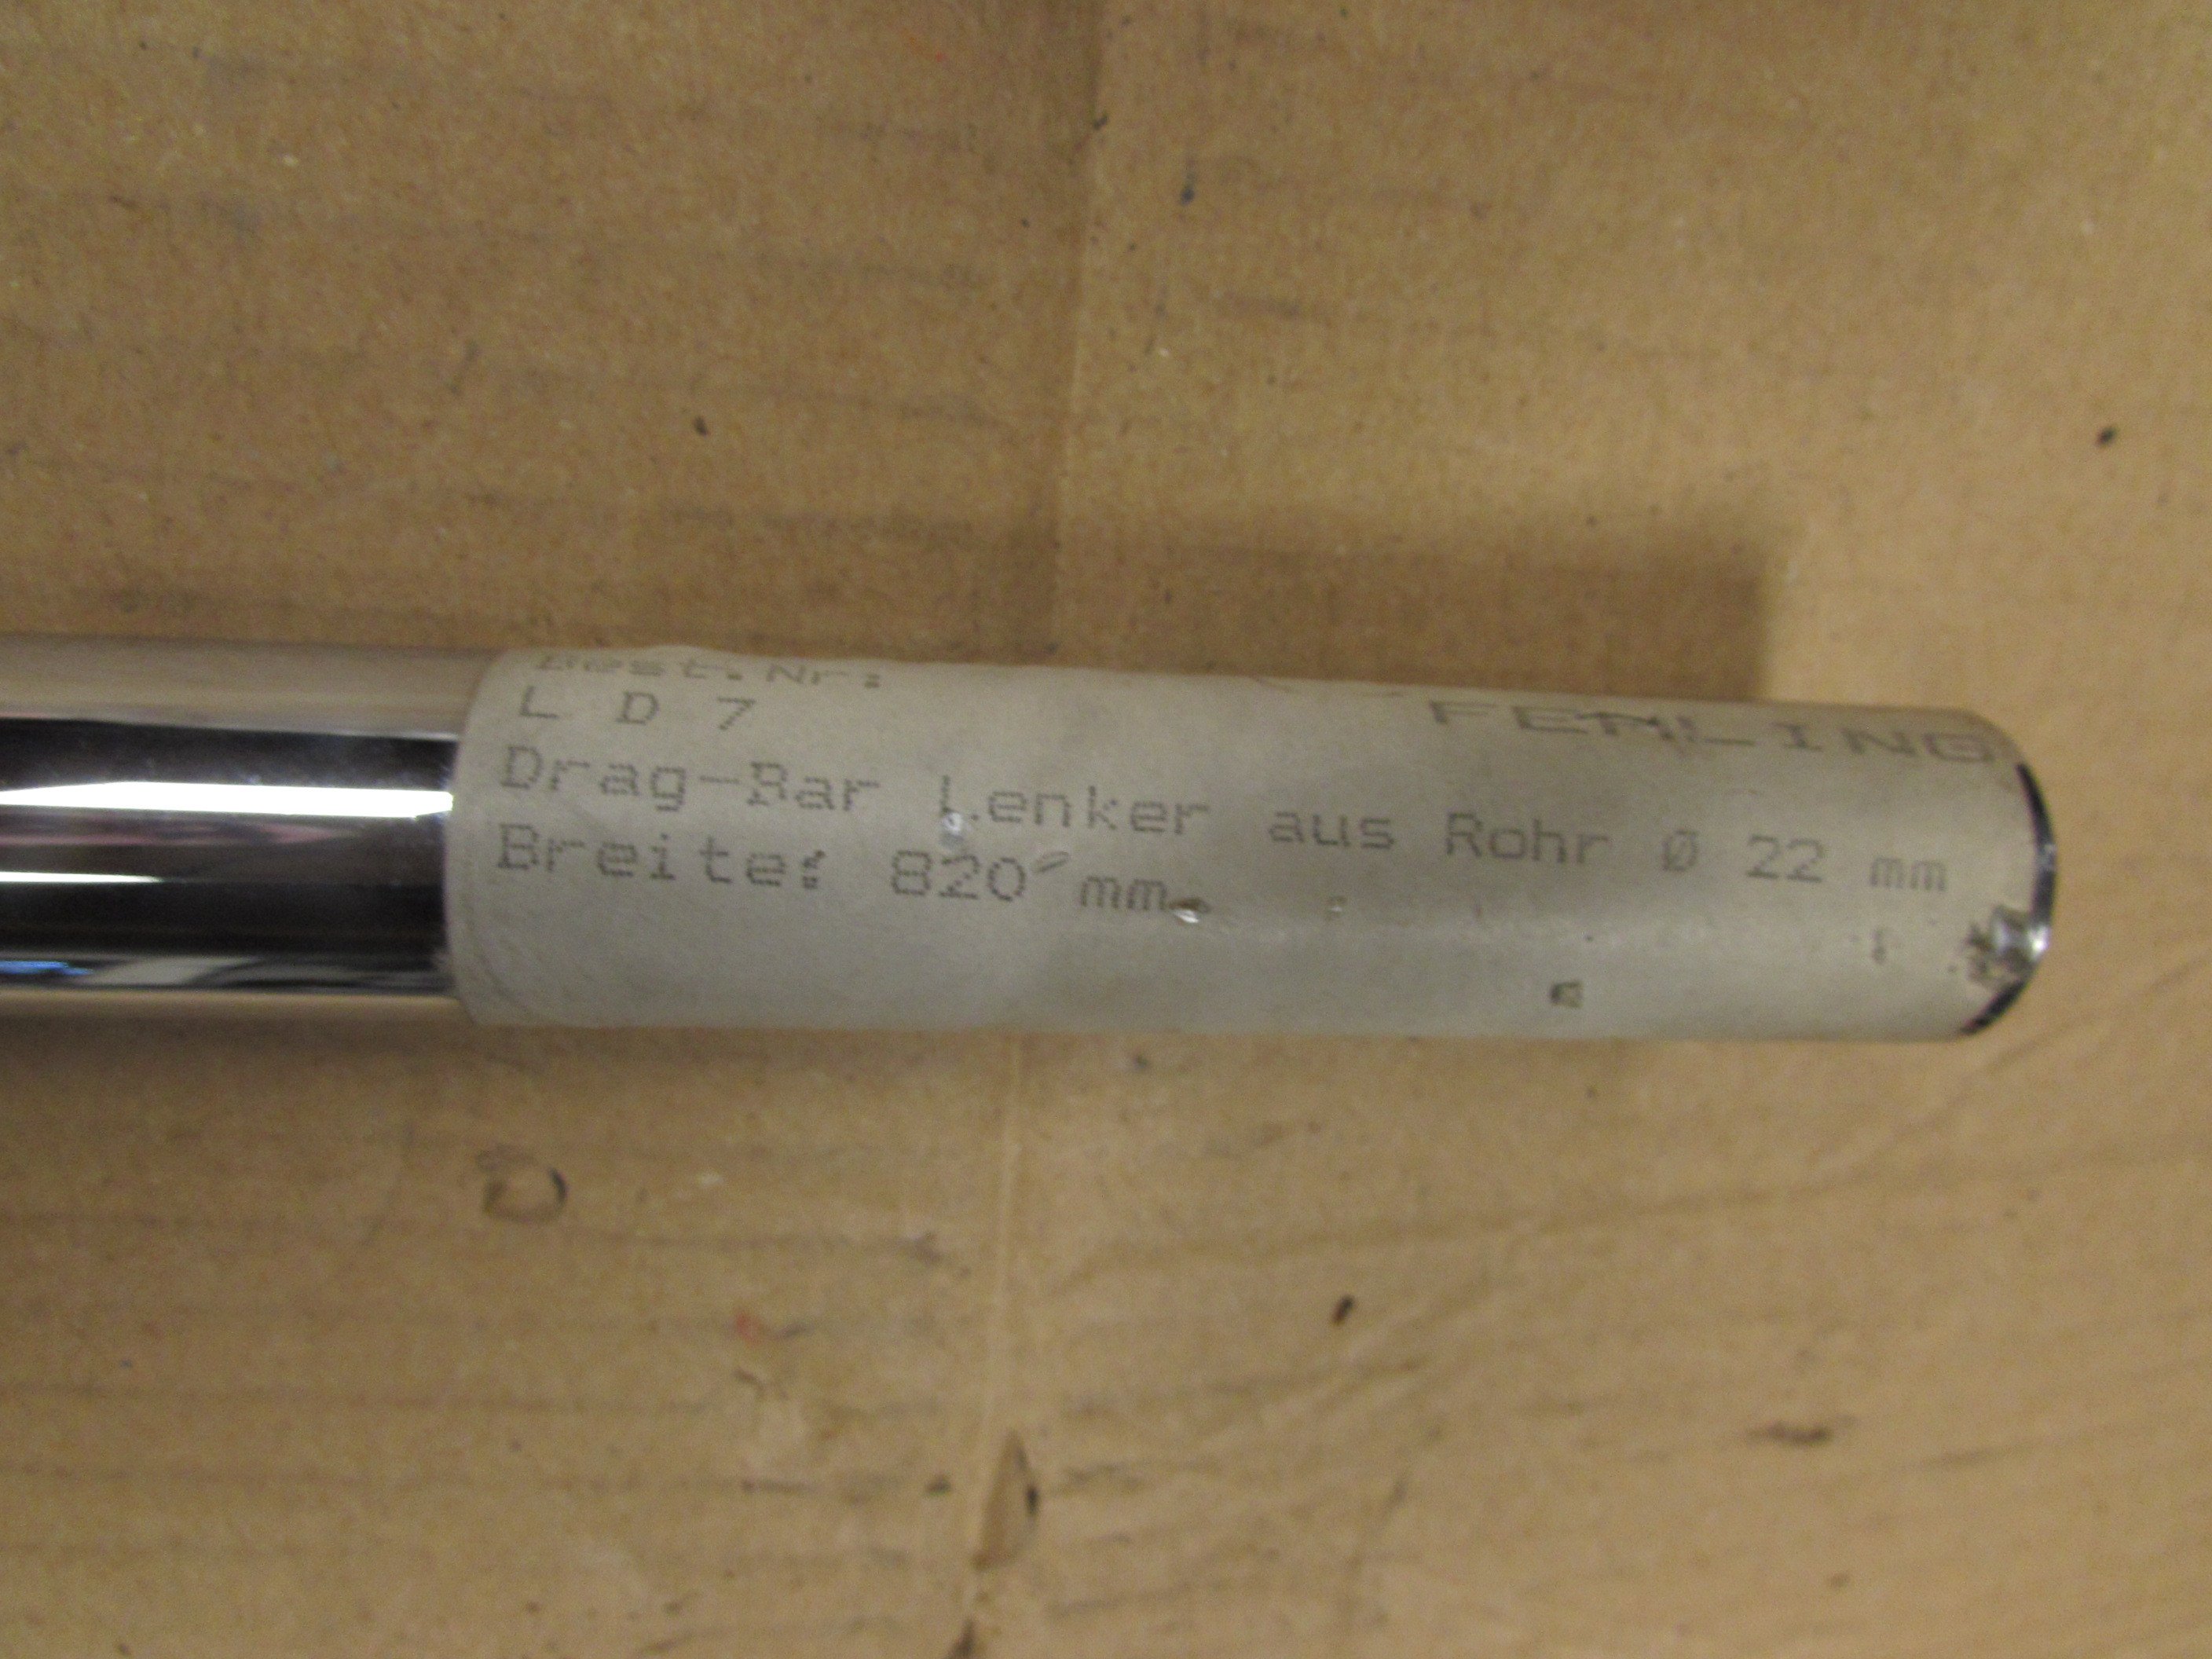 Best.Nr:
L D 7 FEHLING
Drag-Bar Lenker aus Rohr Ø 22 mm
Breite: 820 mm.